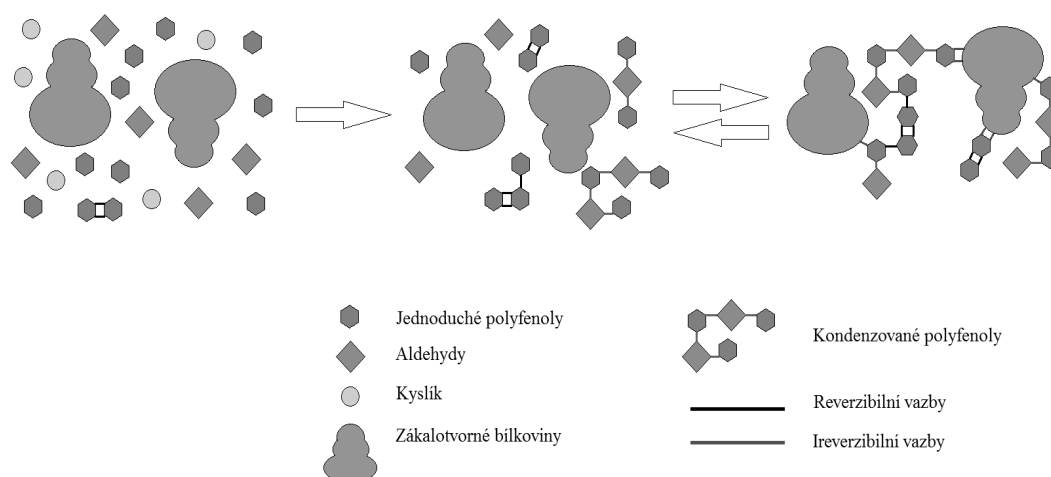 Jednoduché polyfenoly
Aldehydy
Kyslík
Zákalotvorné bílkoviny
Kondenzované polyfenoly
Reverzibilní vazby
Ireverzibilní vazby